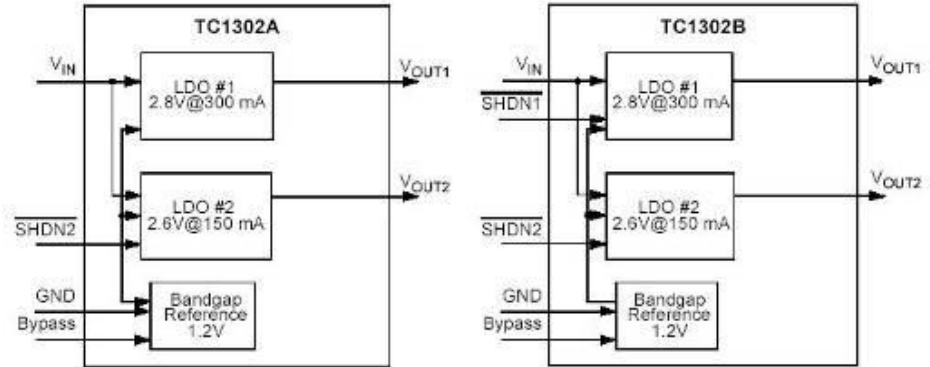 TC1302A
VIN
LDO #1
2.8V@300 mA
VOUT1
LDO #2
2.6V@150 mA
VOUT2
SHDN2
GND
Bypass
Bandgap
Reference
1.2V
TC1302B
VIN
SHDN1
LDO #1
2.8V@300 mA
VOUT1
LDO #2
2.6V@150 mA
VOUT2
SHDN2
GND
Bypass
Bandgap
Reference
1.2V